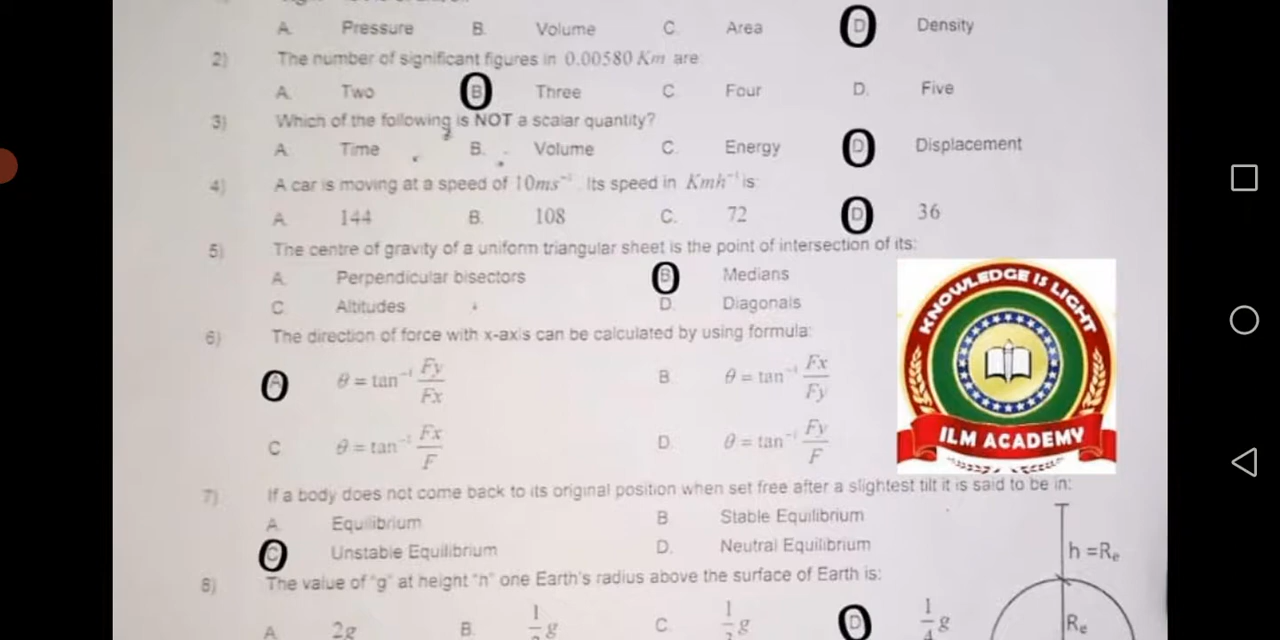 A. Pressure B. Volume C. Area D Density
2) The number of significant figures in 0.00580 Km are:
A. Two B Three C. Four D. Five
3) Which of the following is NOT a scalar quantity?
A. Time B. Volume C. Energy D Displacement
4) A car is moving at a speed of 10ms⁻¹. Its speed in Kmh⁻¹ is:
A. 144 B. 108 C. 72 D 36
5) The centre of gravity of a uniform triangular sheet is the point of intersection of its:
A. Perpendicular bisectors B Medians
C. Altitudes D. Diagonals
6) The direction of force with x-axis can be calculated by using formula:
A θ = tan⁻¹ Fy/Fx B. θ = tan⁻¹ Fx/Fy
C θ = tan⁻¹ Fx/F D. θ = tan⁻¹ Fy/F
7) If a body does not come back to its original position when set free after a slightest tilt it is said to be in:
A. Equilibrium B. Stable Equilibrium
C Unstable Equilibrium D. Neutral Equilibrium
8) The value of "g" at height "h" one Earth's radius above the surface of Earth is:
A. 2g B. C. D
h =Re
Re
KNOWLEDGE IS LIGHT
ILM ACADEMY